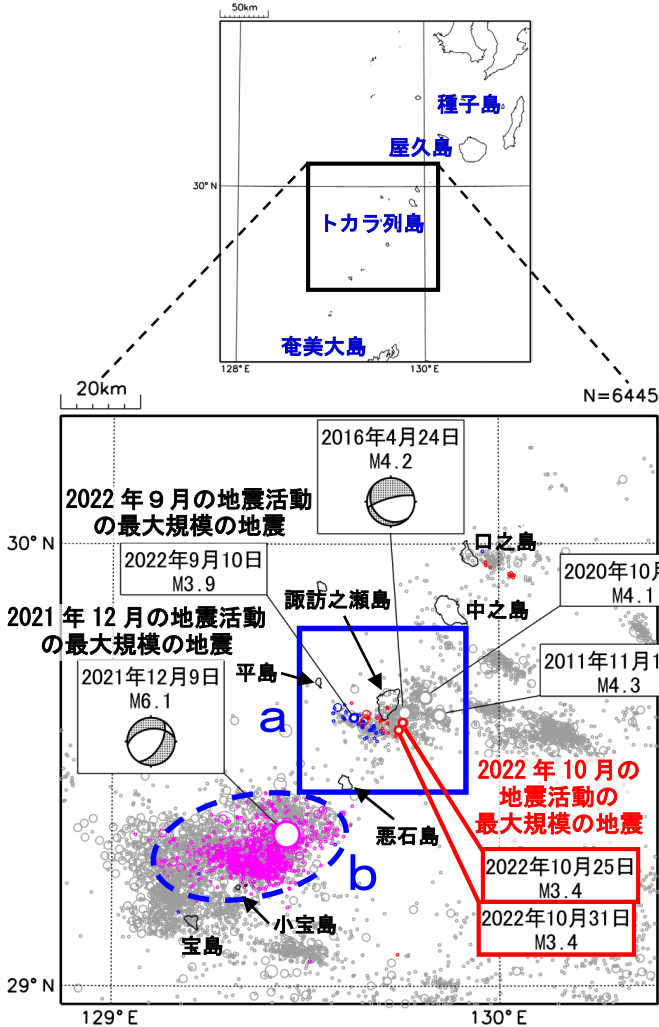 50km
種子島
屋久島
30°N
トカラ列島
奄美大島
128°E
130°E
20km
N=6445
2016年4月24日
M4.2
2022年9月の地震活動
の最大規模の地震
30°N
口之島
2022年9月10日
M3.9
2020年10月
M4.1
諏訪之瀬島
中之島
2021年12月の地震活動
の最大規模の地震
平島
2011年11月1
M4.3
2021年12月9日
M6.1
a
2022年10月の
地震活動の
最大規模の地震
悪石島
b
2022年10月25日
M3.4
2022年10月31日
M3.4
小宝島
宝島
29°N
129°E
130°E